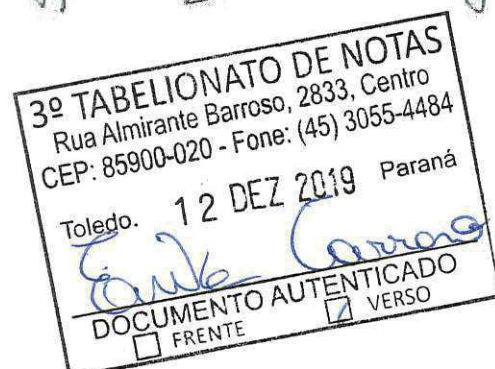 3º TABELIONATO DE NOTAS
Rua Almirante Barroso, 2833, Centro
CEP: 85900-020 - Fone: (45) 3055-4484
Toledo. 12 DEZ 2019 Paraná
DOCUMENTO AUTENTICADO
FRENTE VERSO